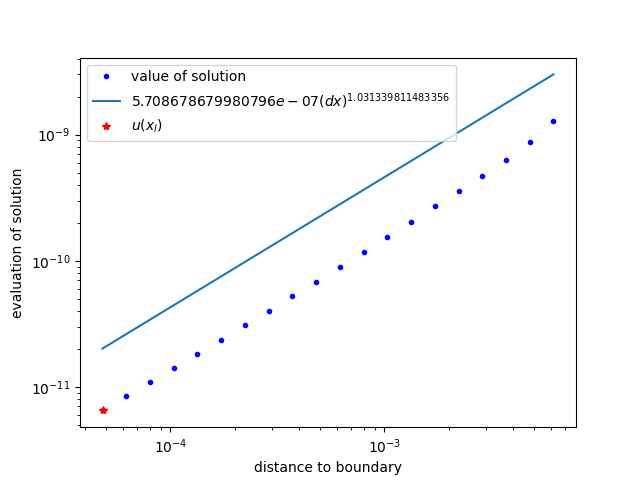 value of solution
5.708678679980796e − 07(dx)^1.031339811483356
u(x_l)
10^−9
10^−10
10^−11
evaluation of solution
10^−4
10^−3
distance to boundary